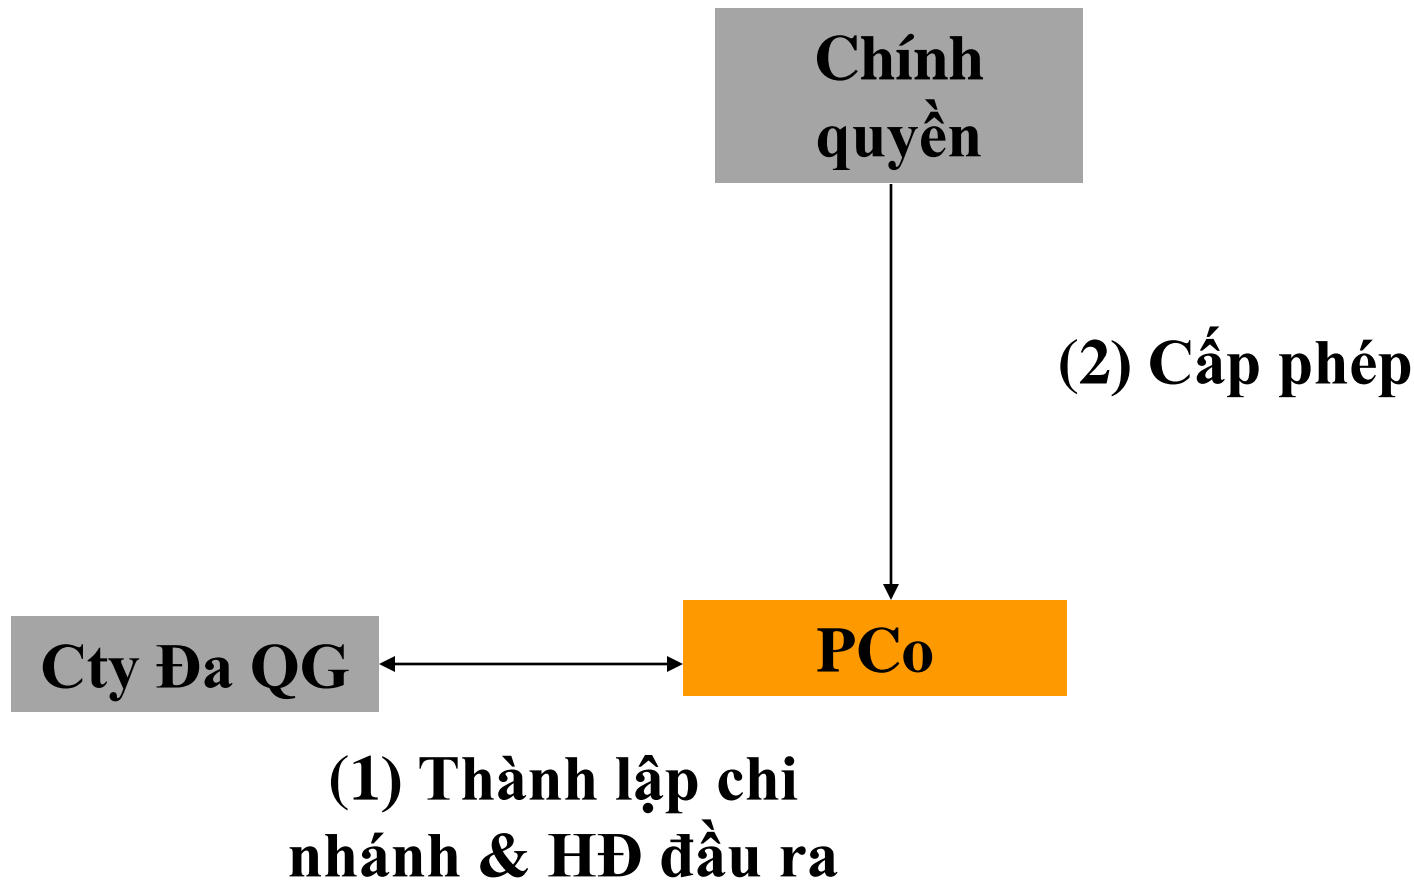 Chính
quyền
(2) Cấp phép
PCo
Cty Đa QG
(1) Thành lập chi
nhánh & HĐ đầu ra